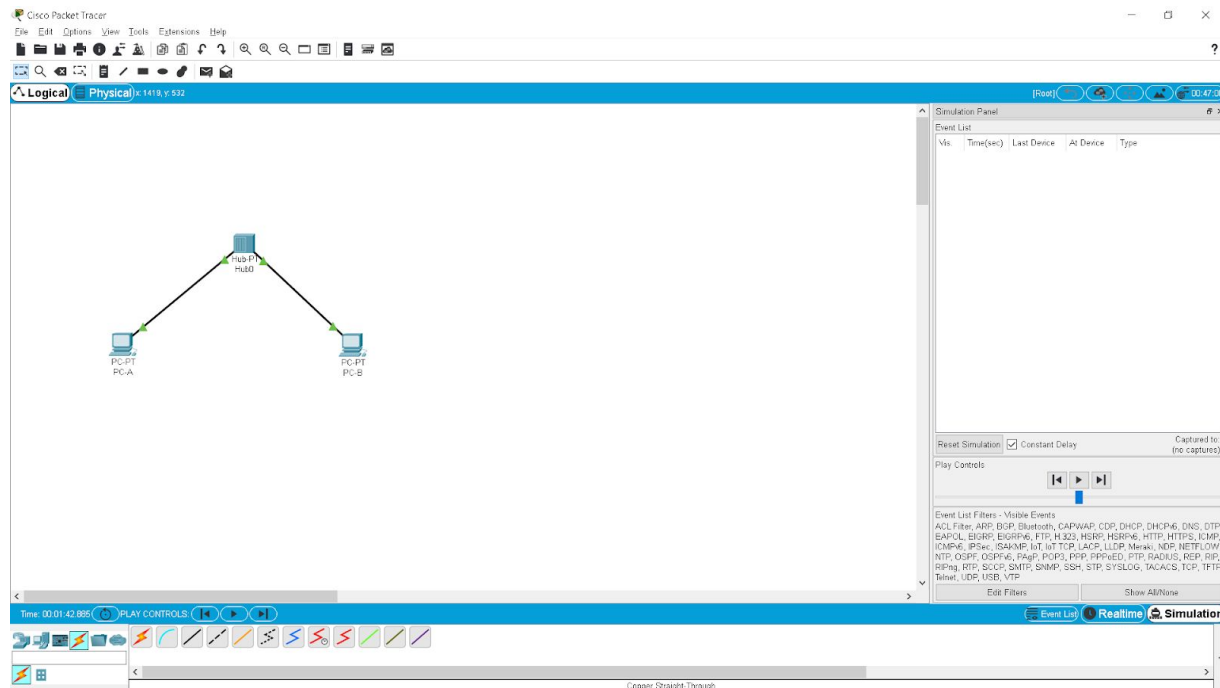 Cisco Packet Tracer
File Edit Options View Tools Extensions Help
?
Logical Physical x: 1419, y: 532 [Root] 00:47:0
Simulation Panel
Event List
Vis. Time(sec) Last Device At Device Type
Hub-PT
Hub0
PC-PT
PC-A
PC-PT
PC-B
Reset Simulation Constant Delay Captured to:
(no captures)
Play Controls
Event List Filters - Visible Events
ACL Filter, ARP, BGP, Bluetooth, CAPWAP, CDP, DHCP, DHCPv6, DNS, DTP
EAPOL, EIGRP, EIGRPv6, FTP, H.323, HSRP, HSRPv6, HTTP, HTTPS, ICMP,
ICMPv6, IPSec, ISAKMP, IoT, IoT TCP, LACP, LLDP, Meraki, NDP, NETFLOW
NTP, OSPF, OSPFv6, PAgP, POP3, PPP, PPPoED, PTP, RADIUS, REP, RIP,
RIPng, RTP, SCCP, SMTP, SNMP, SSH, STP, SYSLOG, TACACS, TCP, TFTP
Telnet, UDP, USB, VTP
Edit Filters Show All/None
Time: 00:01:42.865 PLAY CONTROLS: Event List Realtime Simulation
Copper Straight-Through